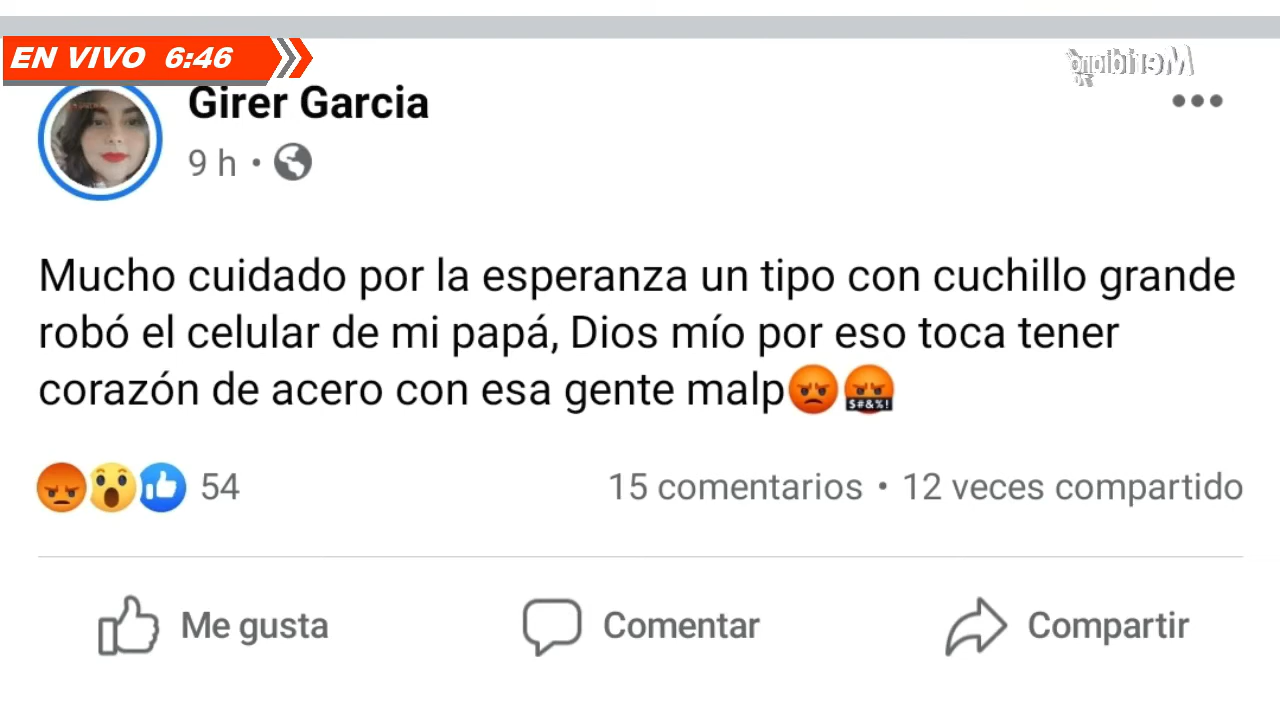 EN VIVO 6:46
Meridiano
70
Girer Garcia
9 h •
Mucho cuidado por la esperanza un tipo con cuchillo grande
robó el celular de mi papá, Dios mío por eso toca tener
corazón de acero con esa gente malp😡🤬
$#&%!
54
15 comentarios • 12 veces compartido
Me gusta
Comentar
Compartir